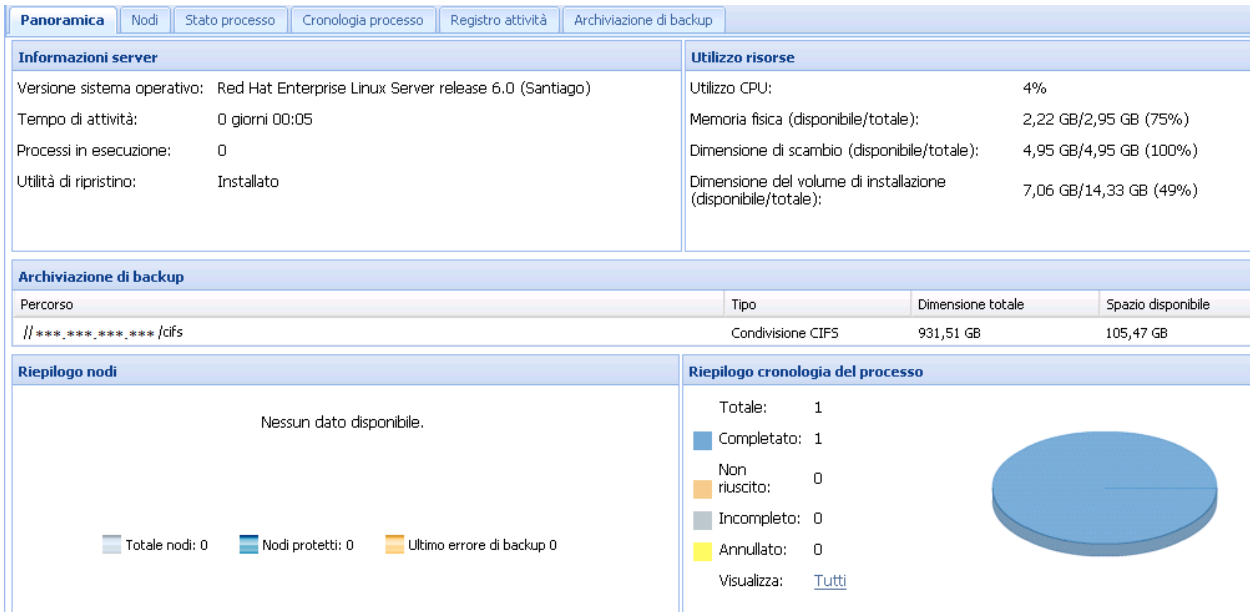 Panoramica Nodi Stato processo Cronologia processo Registro attività Archiviazione di backup
Informazioni server
Versione sistema operativo: Red Hat Enterprise Linux Server release 6.0 (Santiago)
Tempo di attività: 0 giorni 00:05
Processi in esecuzione: 0
Utilità di ripristino: Installato
Utilizzo risorse
Utilizzo CPU: 4%
Memoria fisica (disponibile/totale): 2,22 GB/2,95 GB (75%)
Dimensione di scambio (disponibile/totale): 4,95 GB/4,95 GB (100%)
Dimensione del volume di installazione
(disponibile/totale): 7,06 GB/14,33 GB (49%)
Archiviazione di backup
Percorso Tipo Dimensione totale Spazio disponibile
//***.***.***.***/cifs Condivisione CIFS 931,51 GB 105,47 GB
Riepilogo nodi
Nessun dato disponibile.
Totale nodi: 0 Nodi protetti: 0 Ultimo errore di backup 0
Riepilogo cronologia del processo
Totale: 1
Completato: 1
Non
riuscito: 0
Incompleto: 0
Annullato: 0
Visualizza: Tutti